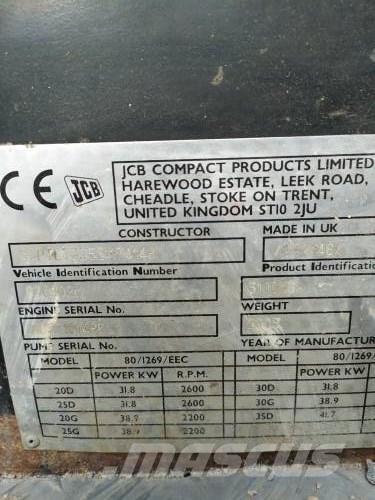 CE JCB
JCB COMPACT PRODUCTS LIMITED
HAREWOOD ESTATE, LEEK ROAD,
CHEADLE, STOKE ON TRENT,
UNITED KINGDOM ST10 2JU
CONSTRUCTOR MADE IN UK
Vehicle Identification Number Product Identification
ENGINE SERIAL No. WEIGHT
PUMP SERIAL No. YEAR OF MANUFACTUR
MODEL 80/1269/EEC MODEL 80/1269/
POWER KW R.P.M. POWER KW
20D 31.8 2600 30D 31.8
25D 31.8 2600 30G 38.9
20G 38.9 2200 35D 41.7
25G 38.9 2200
MASCUS